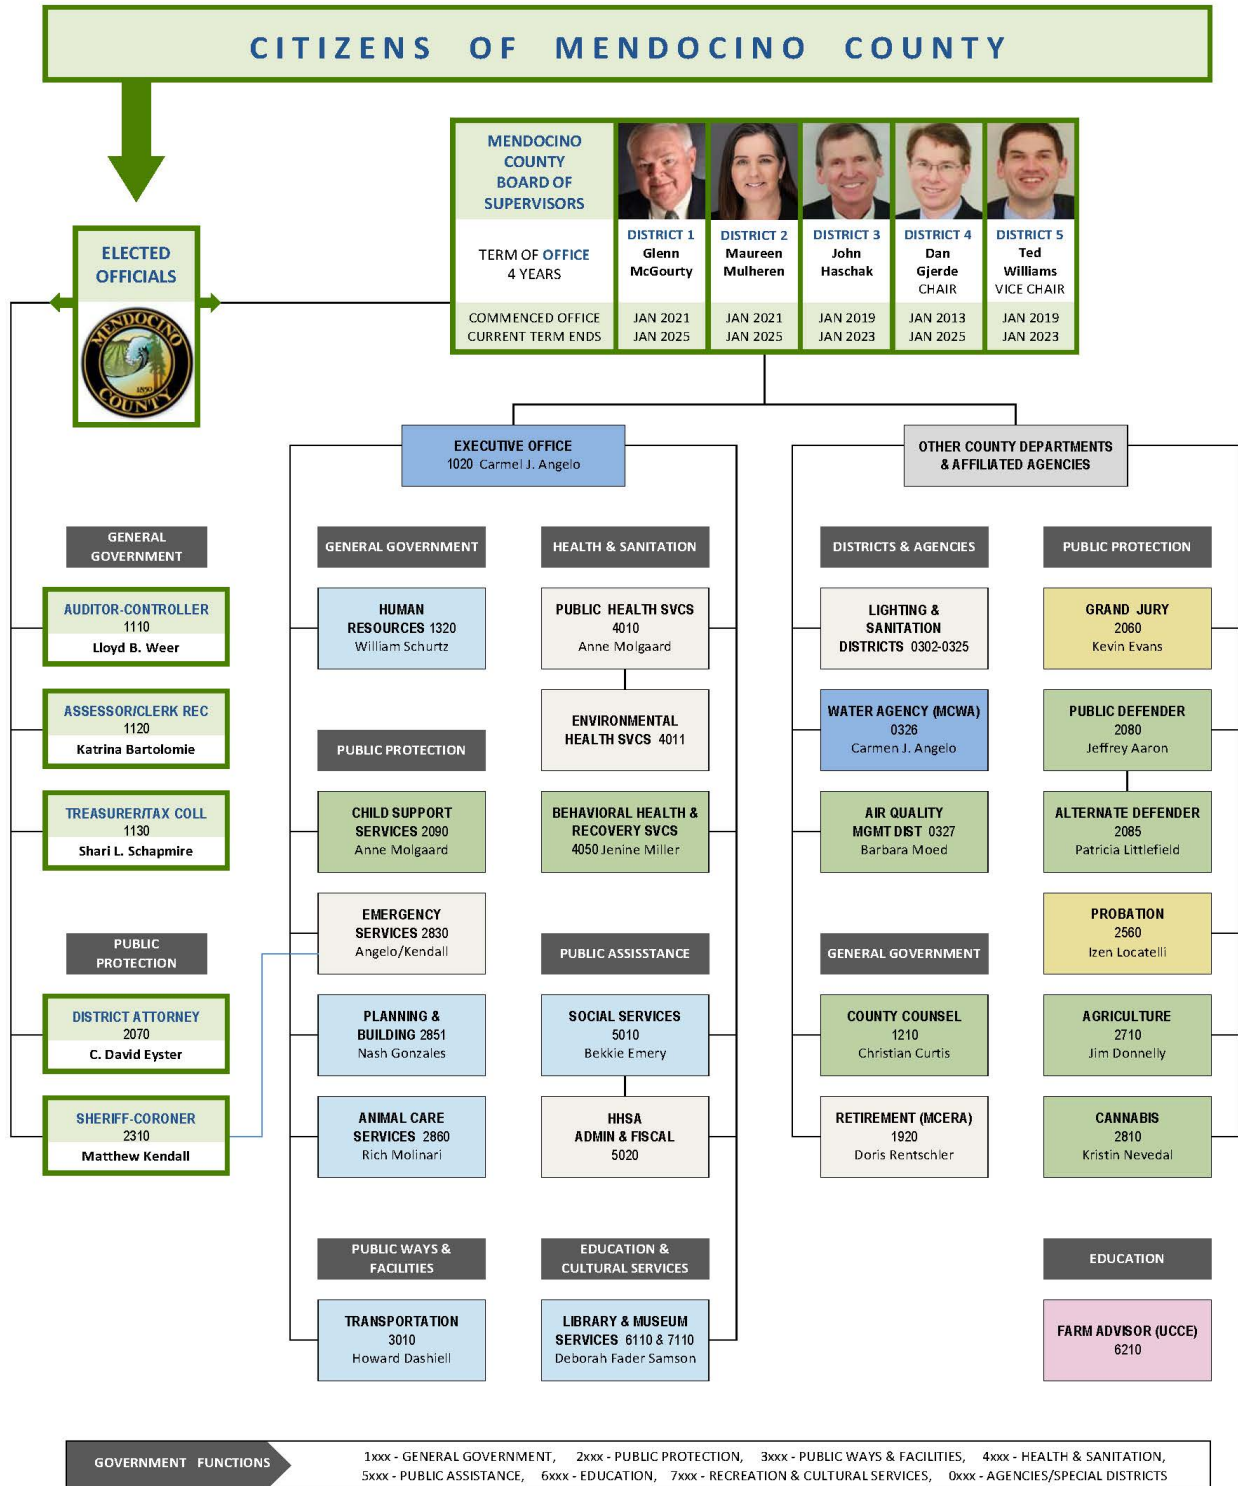 CITIZENS OF MENDOCINO COUNTY
MENDOCINO
COUNTY
BOARD OF
SUPERVISORS
TERM OF OFFICE
4 YEARS
COMMENCED OFFICE
CURRENT TERM ENDS
DISTRICT 1
Glenn
McGourty
JAN 2021
JAN 2025
DISTRICT 2
Maureen
Mulheren
JAN 2021
JAN 2025
DISTRICT 3
John
Haschak
JAN 2019
JAN 2023
DISTRICT 4
Dan
Gjerde
CHAIR
JAN 2013
JAN 2025
DISTRICT 5
Ted
Williams
VICE CHAIR
JAN 2019
JAN 2023
ELECTED
OFFICIALS
MENDOCINO
1850
COUNTY
EXECUTIVE OFFICE
1020 Carmel J. Angelo
OTHER COUNTY DEPARTMENTS
& AFFILIATED AGENCIES
GENERAL
GOVERNMENT
AUDITOR-CONTROLLER
1110
Lloyd B. Weer
ASSESSOR/CLERK REC
1120
Katrina Bartolomie
TREASURER/TAX COLL
1130
Shari L. Schapmire
PUBLIC
PROTECTION
DISTRICT ATTORNEY
2070
C. David Eyster
SHERIFF-CORONER
2310
Matthew Kendall
GENERAL GOVERNMENT
HUMAN
RESOURCES 1320
William Schurtz
PUBLIC PROTECTION
CHILD SUPPORT
SERVICES 2090
Anne Molgaard
EMERGENCY
SERVICES 2830
Angelo/Kendall
PLANNING &
BUILDING 2851
Nash Gonzales
ANIMAL CARE
SERVICES 2860
Rich Molinari
PUBLIC WAYS &
FACILITIES
TRANSPORTATION
3010
Howard Dashiell
HEALTH & SANITATION
PUBLIC HEALTH SVCS
4010
Anne Molgaard
ENVIRONMENTAL
HEALTH SVCS 4011
BEHAVIORAL HEALTH &
RECOVERY SVCS
4050 Jenine Miller
PUBLIC ASSISSTANCE
SOCIAL SERVICES
5010
Bekkie Emery
HHSA
ADMIN & FISCAL
5020
EDUCATION &
CULTURAL SERVICES
LIBRARY & MUSEUM
SERVICES 6110 & 7110
Deborah Fader Samson
DISTRICTS & AGENCIES
LIGHTING &
SANITATION
DISTRICTS 0302-0325
WATER AGENCY (MCWA)
0326
Carmen J. Angelo
AIR QUALITY
MGMT DIST 0327
Barbara Moed
GENERAL GOVERNMENT
COUNTY COUNSEL
1210
Christian Curtis
RETIREMENT (MCERA)
1920
Doris Rentschler
PUBLIC PROTECTION
GRAND JURY
2060
Kevin Evans
PUBLIC DEFENDER
2080
Jeffrey Aaron
ALTERNATE DEFENDER
2085
Patricia Littlefield
PROBATION
2560
Izen Locatelli
AGRICULTURE
2710
Jim Donnelly
CANNABIS
2810
Kristin Nevedal
EDUCATION
FARM ADVISOR (UCCE)
6210
GOVERNMENT FUNCTIONS
1xxx - GENERAL GOVERNMENT, 2xxx - PUBLIC PROTECTION, 3xxx - PUBLIC WAYS & FACILITIES, 4xxx - HEALTH & SANITATION,
5xxx - PUBLIC ASSISTANCE, 6xxx - EDUCATION, 7xxx - RECREATION & CULTURAL SERVICES, 0xxx - AGENCIES/SPECIAL DISTRICTS